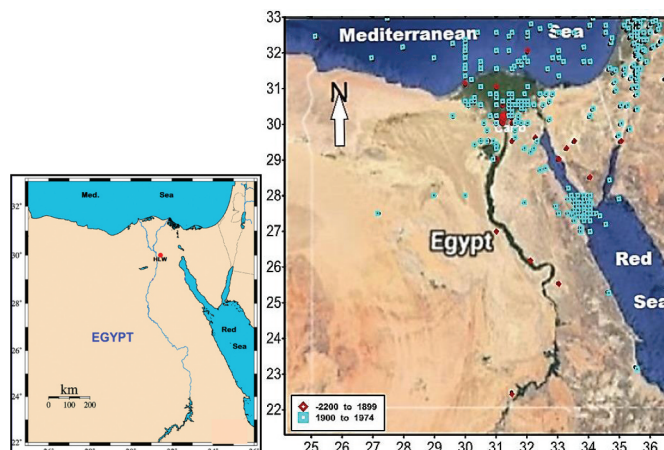 Med. Sea
32°
30°
HLW
28°
EGYPT
Red
Sea
26°
km
0 100 200
24°
22°
33
Mediterranean Sea
32
31
N
30
29
28
27
Egypt
26
Red
Sea
25
24
23
22
-2200 to 1899
1900 to 1974
25 26 27 28 29 30 31 32 33 34 35 36